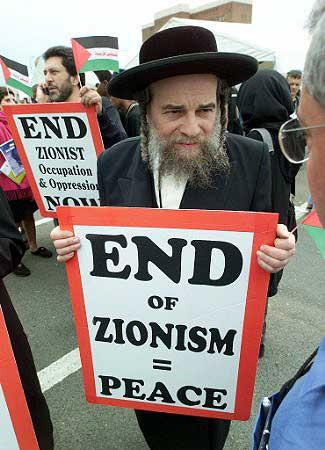 END
ZIONIST
Occupation
& Oppression
NOW
END
OF
ZIONISM
=
PEACE